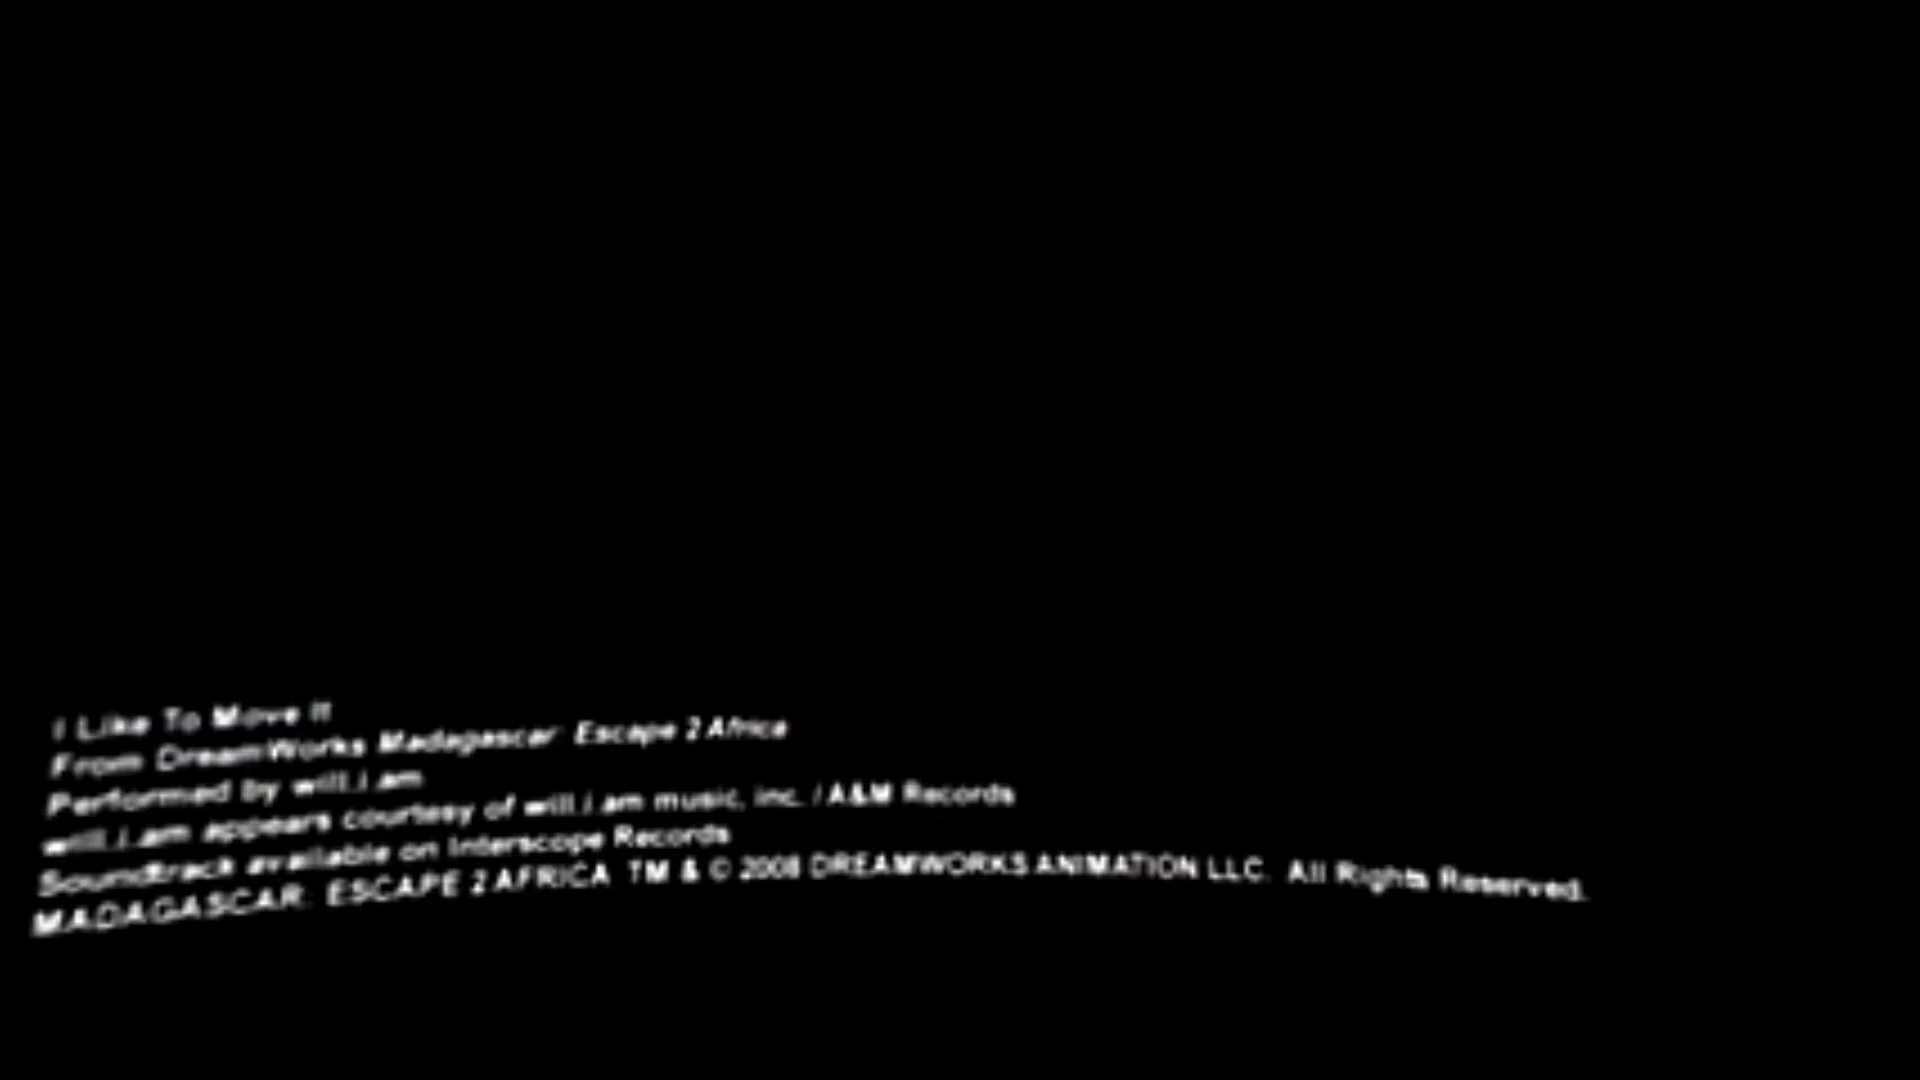 I Like To Move It
From DreamWorks Madagascar: Escape 2 Africa
Performed by will.i.am
will.i.am appears courtesy of will.i.am music, inc. / A&M Records
Soundtrack available on Interscope Records
MADAGASCAR: ESCAPE 2 AFRICA TM & © 2008 DREAMWORKS ANIMATION LLC. All Rights Reserved.